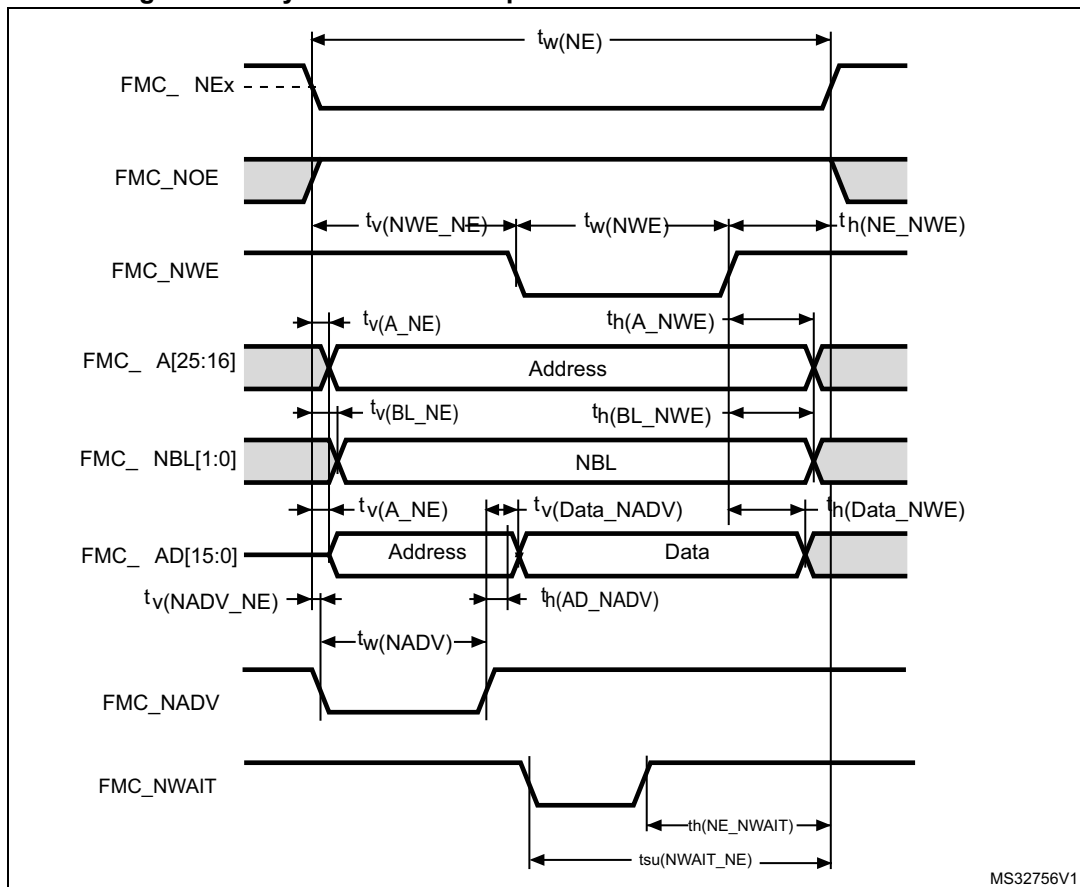 tw(NE)
FMC_ NEx
FMC_NOE
tv(NWE_NE) tw(NWE) th(NE_NWE)
FMC_NWE
tv(A_NE) th(A_NWE)
FMC_ A[25:16] Address
tv(BL_NE) th(BL_NWE)
FMC_ NBL[1:0] NBL
tv(A_NE) tv(Data_NADV) th(Data_NWE)
FMC_ AD[15:0] Address Data
tv(NADV_NE) th(AD_NADV)
tw(NADV)
FMC_NADV
FMC_NWAIT
th(NE_NWAIT)
tsu(NWAIT_NE)
MS32756V1